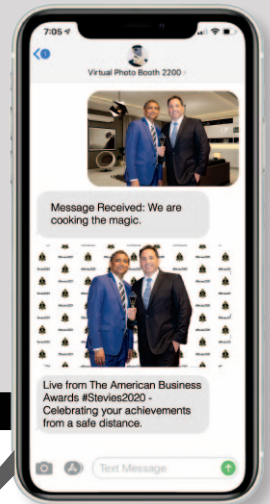 7:05
1
Virtual Photo Booth 2200
Message Received: We are
cooking the magic.
Live from The American Business
Awards #Stevies2020 -
Celebrating your achievements
from a safe distance.
Text Message